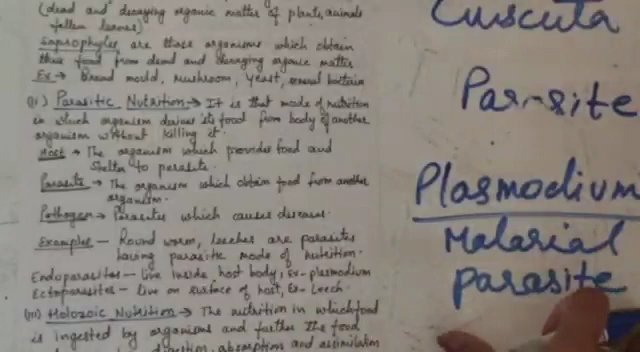 (dead and decaying organic matter of plants, animals
fallen leaves)
Saprophytes are those organisms which obtain
their food from dead and decaying organic matter
Ex → Bread mould, mushroom, yeast, several bacteria
(ii) Parasitic Nutrition → It is that mode of nutrition
in which organism derives its food from body of another
organism without killing it.
Host → The organism which provides food and
shelter to parasite.
Parasite → The organism which obtain food from another
organism.
Pathogen → Parasites which causes diseases.
Examples – Round worm, leeches are parasites
having parasitic mode of nutrition.
Endoparasites – live inside host body, Ex - plasmodium
Ectoparasites – live on surface of host, Ex - Leech.
(iii) Holozoic Nutrition → The nutrition in which food
is ingested by organisms and further the food
digestion, absorption and assimilation
Cuscuta
Parasite
Plasmodium
Malarial
parasite